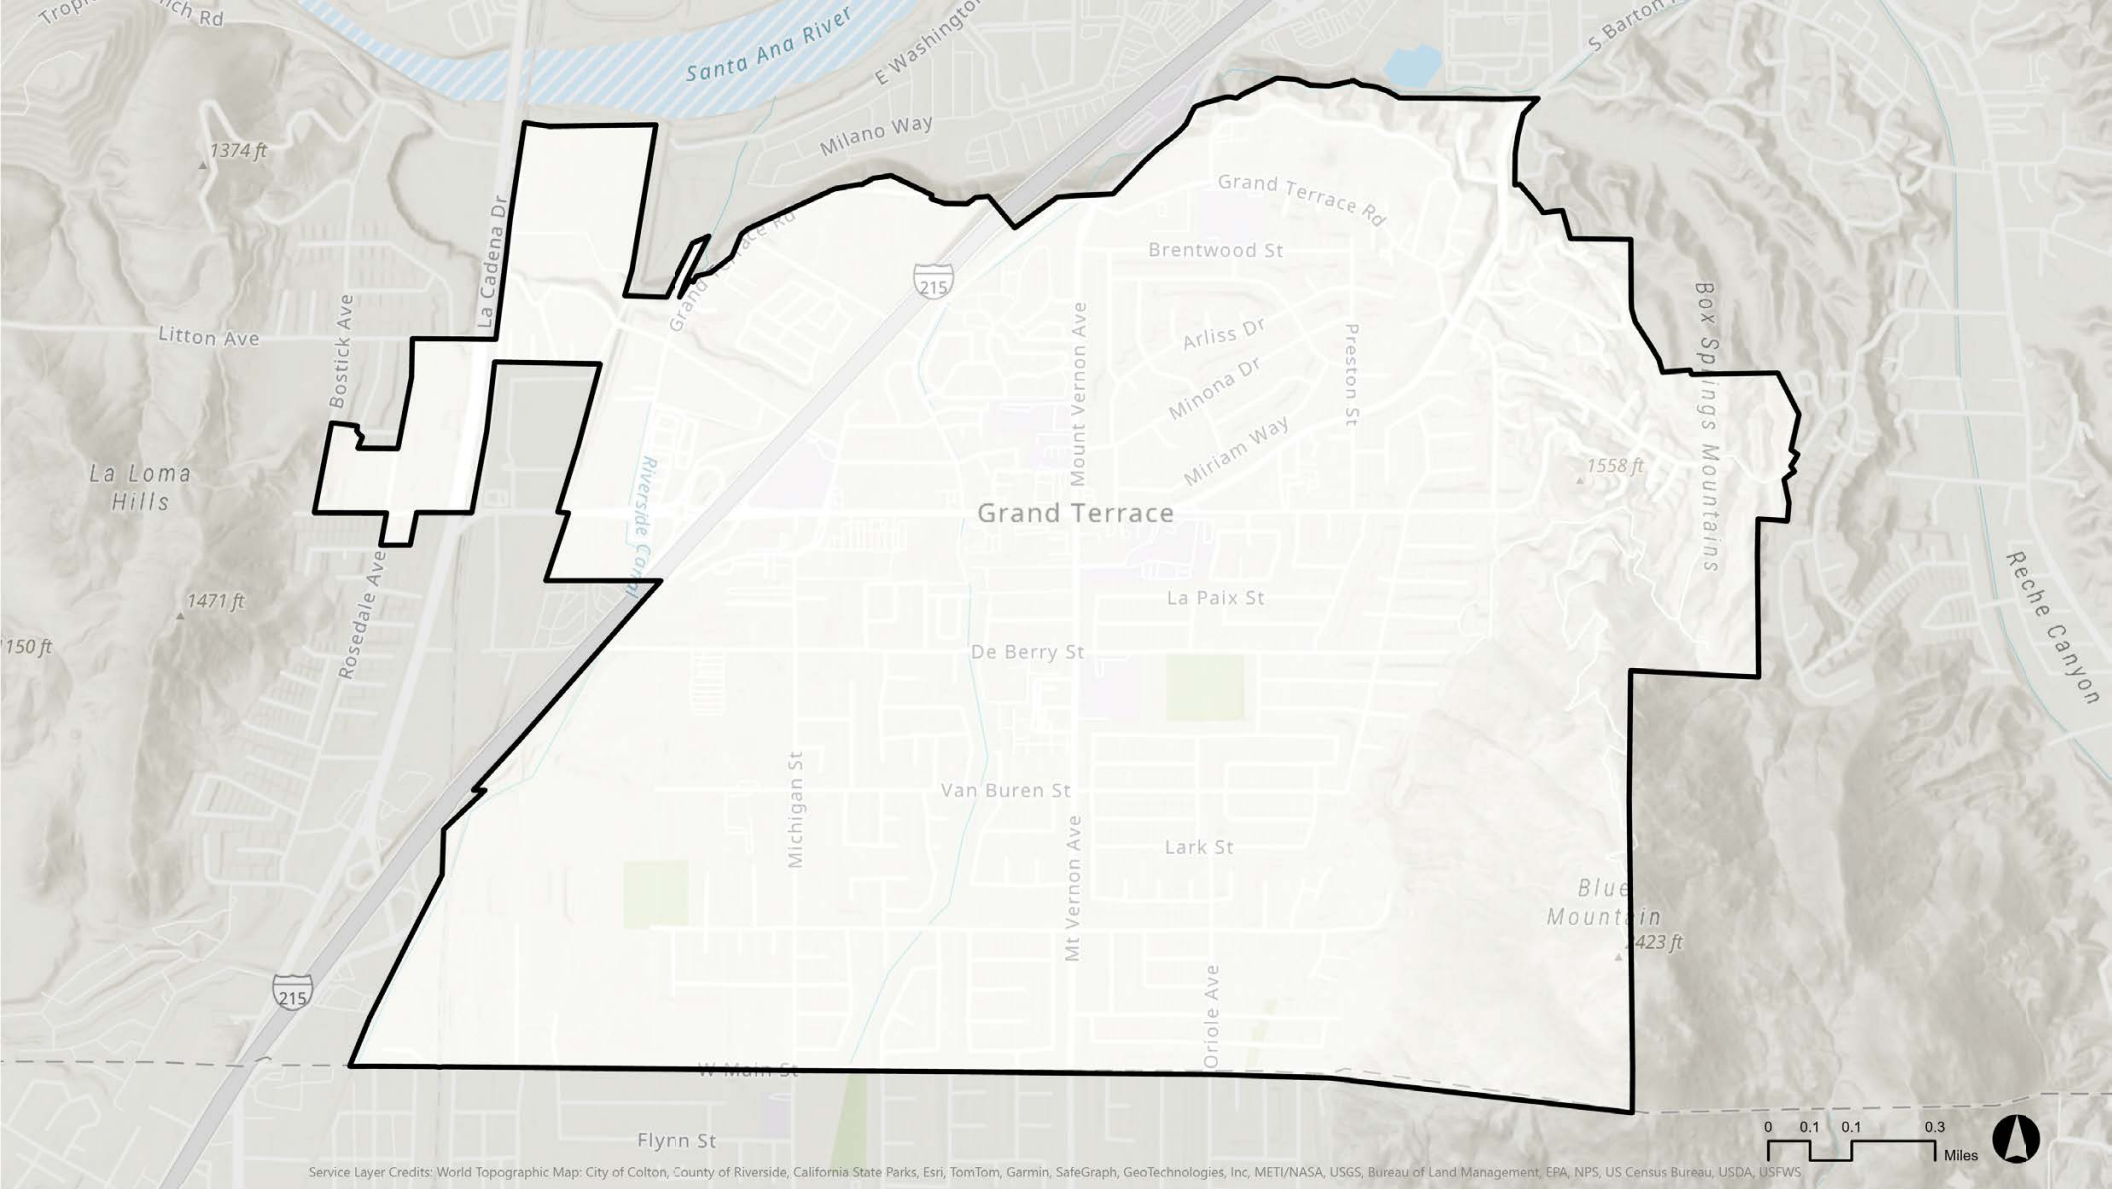 ch Rd
S Barton
Santa Ana River
E Washington
Milano Way
1374 ft
Grand Terrace Rd
La Cadena Dr
Brentwood St
215
Litton Ave
Bostick Ave
Arliss Dr
Minona Dr
Miriam Way
Preston St
Mount Vernon Ave
Box Springs Mountains
La Loma
Hills
Riverside Canal
1558 ft
Grand Terrace
1471 ft
150 ft
Rosedale Ave
La Paix St
De Berry St
Reche Canyon
Michigan St
Van Buren St
Lark St
Mt Vernon Ave
Blue
Mountain
2423 ft
Oriole Ave
215
W Main St
Flynn St
0 0.1 0.1 0.3
Miles
Service Layer Credits: World Topographic Map: City of Colton, County of Riverside, California State Parks, Esri, TomTom, Garmin, SafeGraph, GeoTechnologies, Inc, METI/NASA, USGS, Bureau of Land Management, EPA, NPS, US Census Bureau, USDA, USFWS